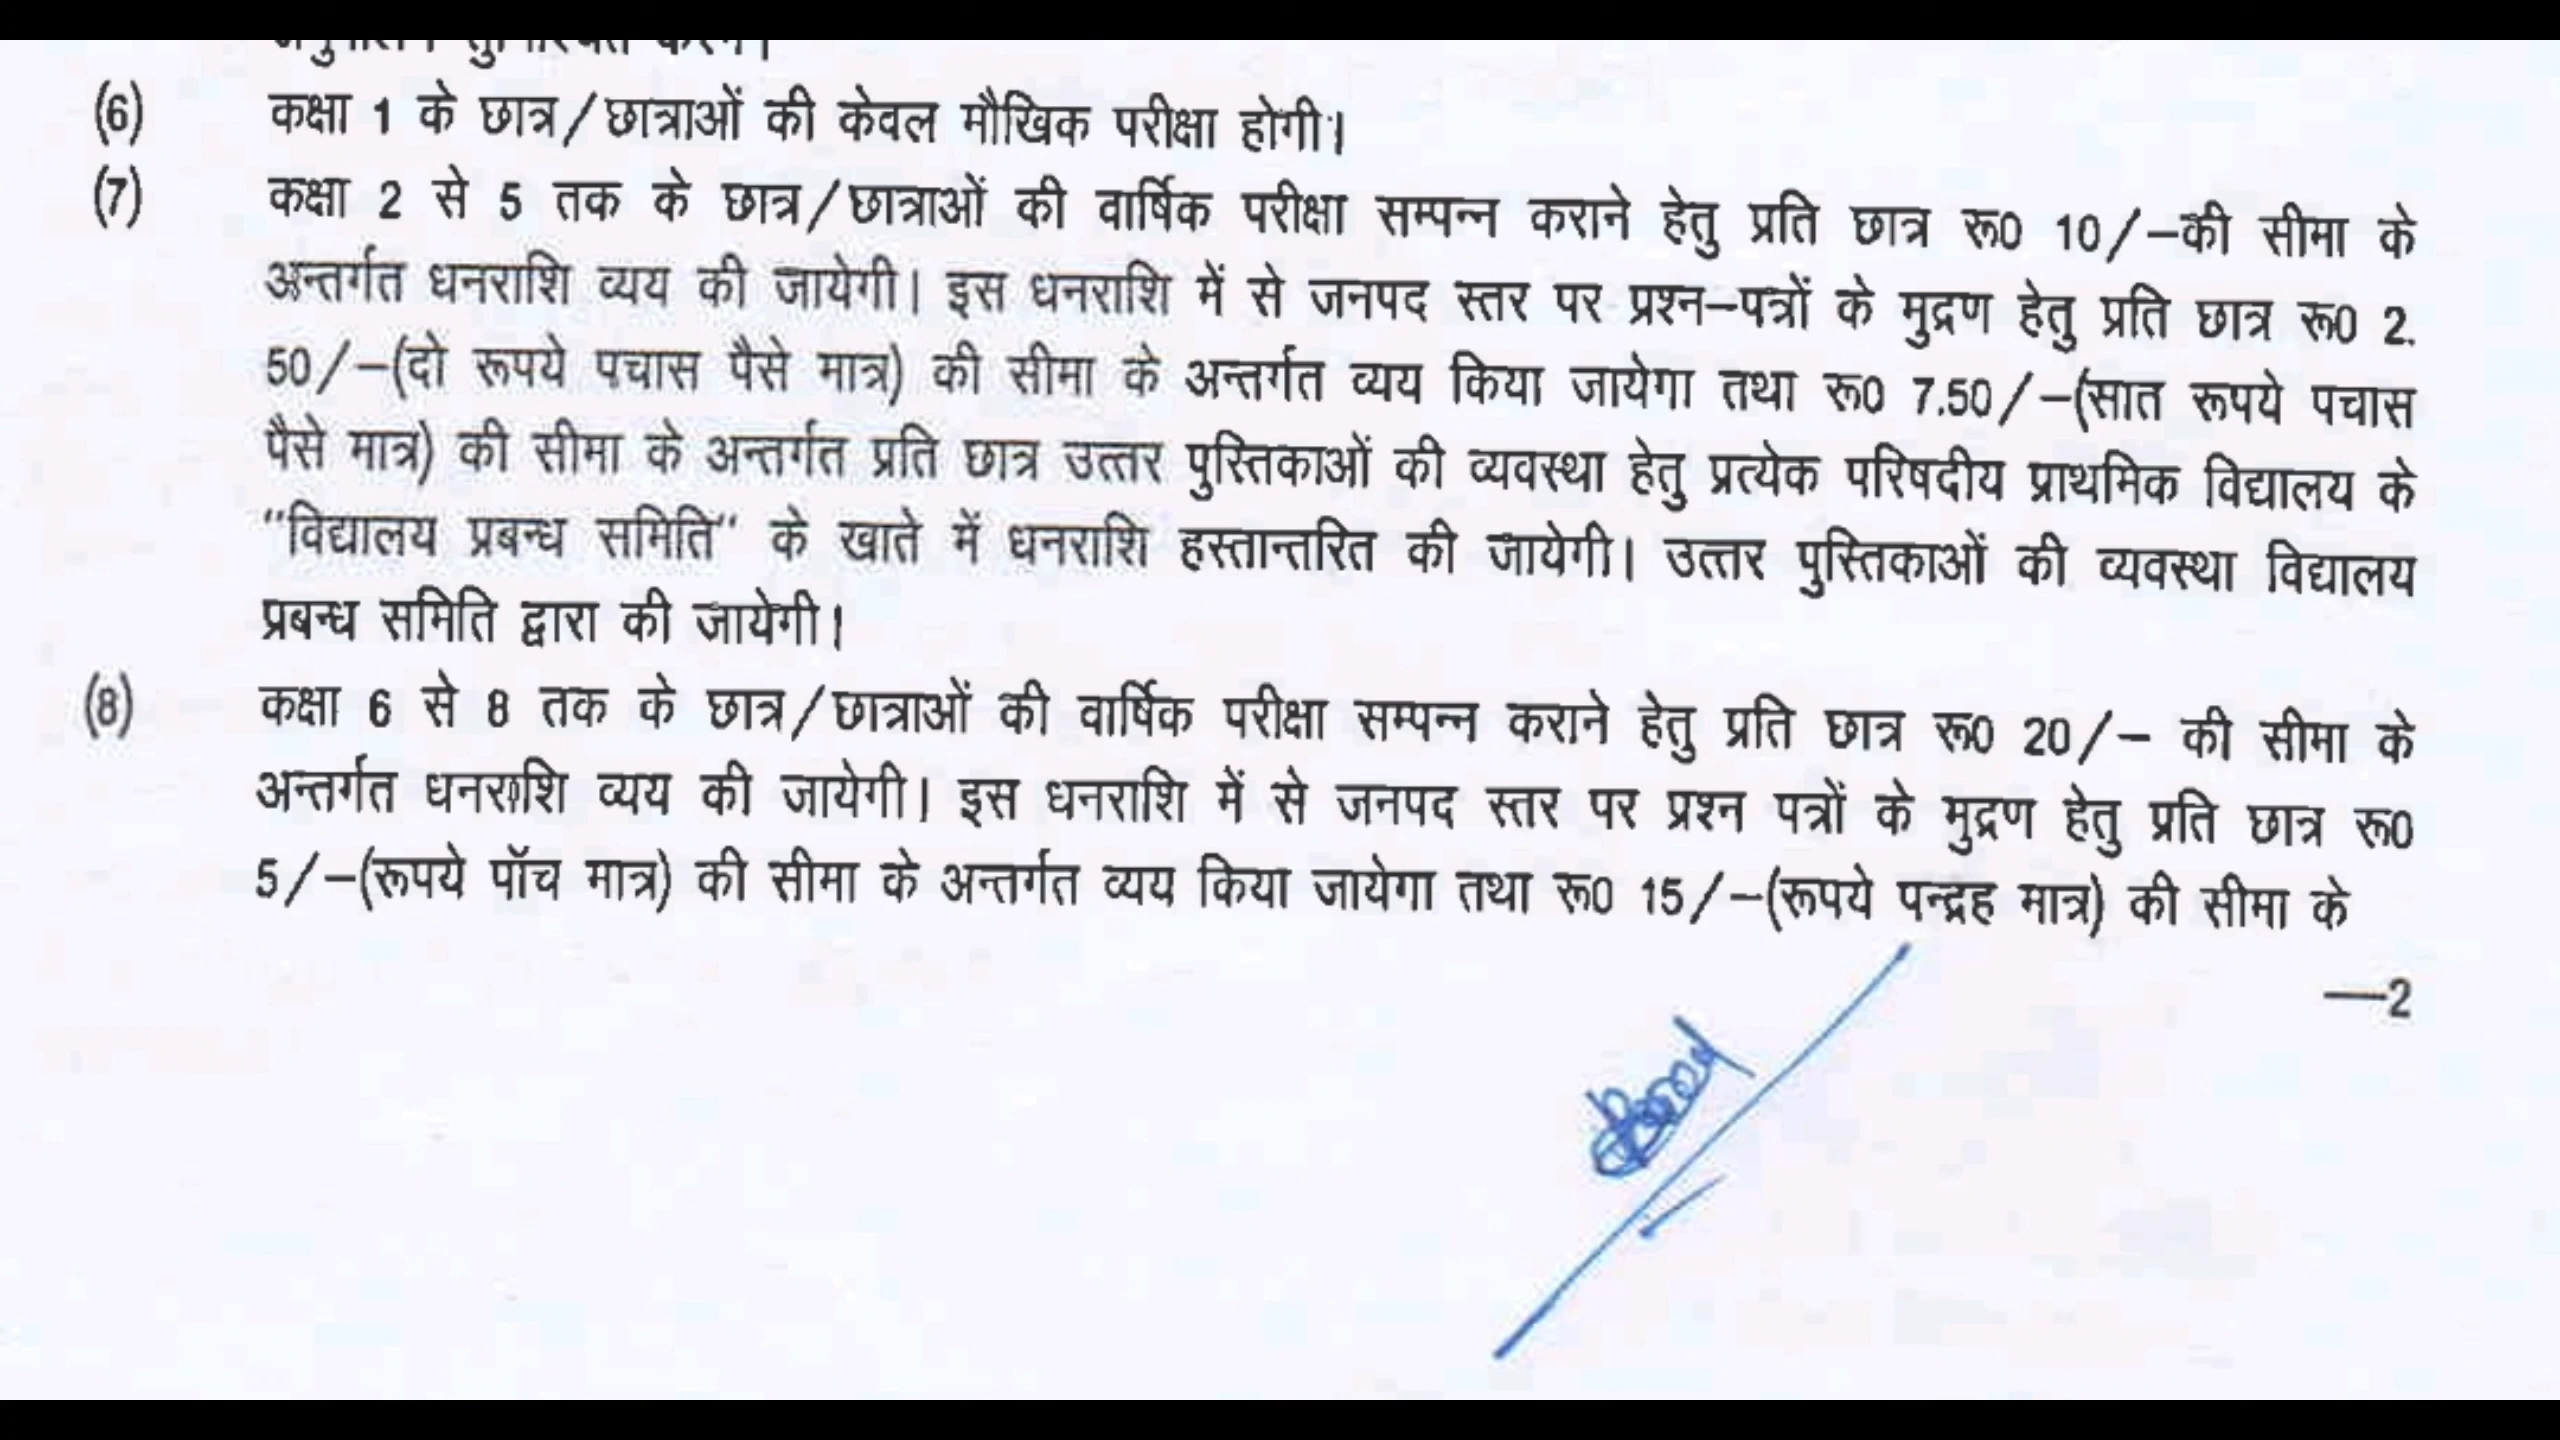 (6) कक्षा 1 के छात्र/छात्राओं की केवल मौखिक परीक्षा होगी।
(7) कक्षा 2 से 5 तक के छात्र/छात्राओं की वार्षिक परीक्षा सम्पन्न कराने हेतु प्रति छात्र रू0 10/–की सीमा के
अन्तर्गत धनराशि व्यय की जायेगी। इस धनराशि में से जनपद स्तर पर प्रश्न–पत्रों के मुद्रण हेतु प्रति छात्र रू0 2.
50/–(दो रूपये पचास पैसे मात्र) की सीमा के अन्तर्गत व्यय किया जायेगा तथा रू0 7.50/–(सात रूपये पचास
पैसे मात्र) की सीमा के अन्तर्गत प्रति छात्र उत्तर पुस्तिकाओं की व्यवस्था हेतु प्रत्येक परिषदीय प्राथमिक विद्यालय के
“विद्यालय प्रबन्ध समिति“ के खाते में धनराशि हस्तान्तरित की जायेगी। उत्तर पुस्तिकाओं की व्यवस्था विद्यालय
प्रबन्ध समिति द्वारा की जायेगी।
(8) कक्षा 6 से 8 तक के छात्र/छात्राओं की वार्षिक परीक्षा सम्पन्न कराने हेतु प्रति छात्र रू0 20/– की सीमा के
अन्तर्गत धनराशि व्यय की जायेगी। इस धनराशि में से जनपद स्तर पर प्रश्न पत्रों के मुद्रण हेतु प्रति छात्र रू0
5/–(रूपये पॉच मात्र) की सीमा के अन्तर्गत व्यय किया जायेगा तथा रू0 15/–(रूपये पन्द्रह मात्र) की सीमा के
—2